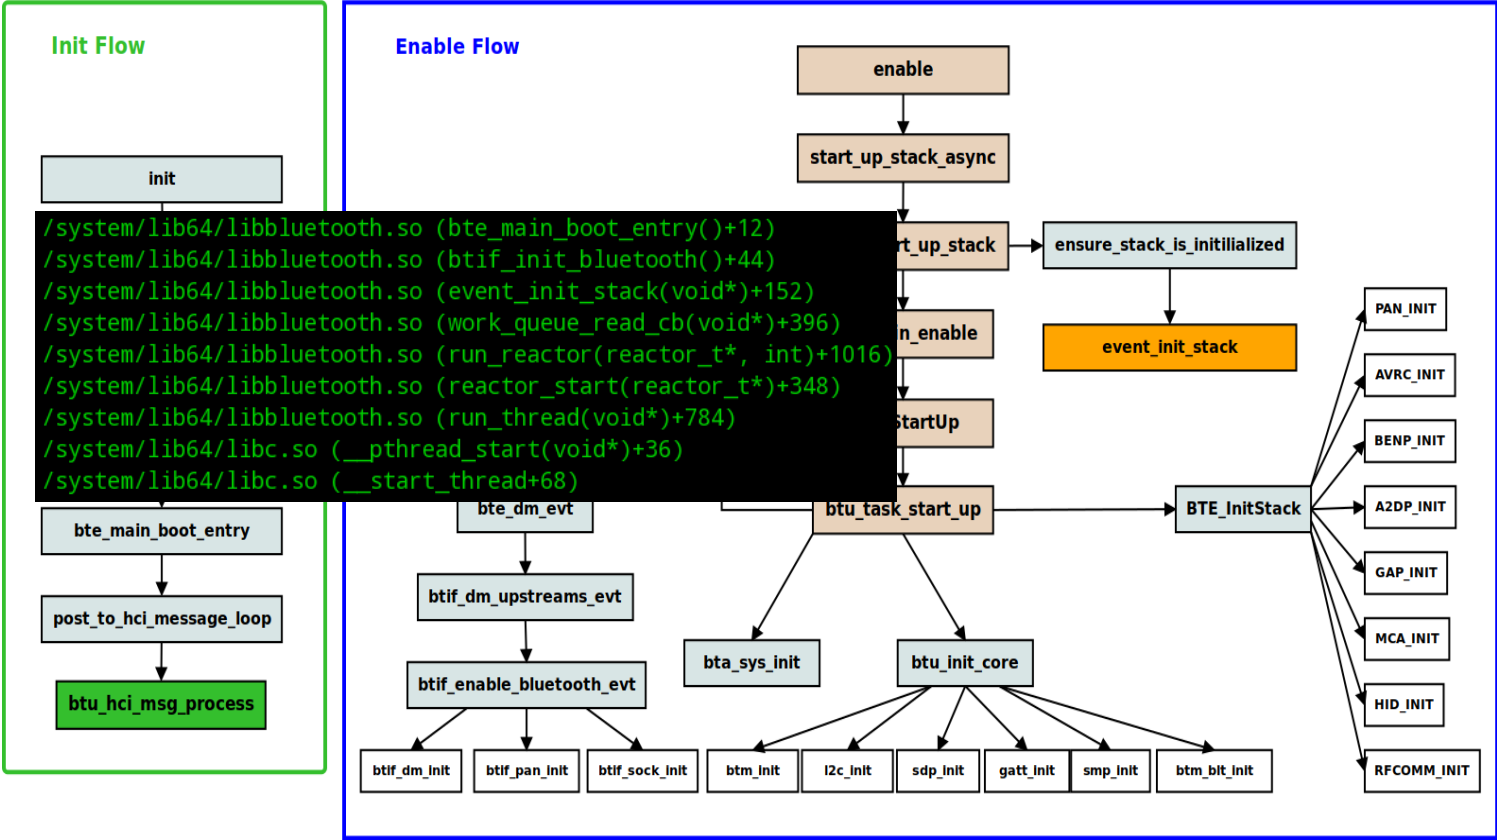 Init Flow
Enable Flow
enable
start_up_stack_async
init
/system/lib64/libbluetooth.so (bte_main_boot_entry()+12)
/system/lib64/libbluetooth.so (btif_init_bluetooth()+44)
/system/lib64/libbluetooth.so (event_init_stack(void*)+152)
/system/lib64/libbluetooth.so (work_queue_read_cb(void*)+396)
/system/lib64/libbluetooth.so (run_reactor(reactor_t*, int)+1016)
/system/lib64/libbluetooth.so (reactor_start(reactor_t*)+348)
/system/lib64/libbluetooth.so (run_thread(void*)+784)
/system/lib64/libc.so (__pthread_start(void*)+36)
/system/lib64/libc.so (__start_thread+68)
rt_up_stack
ensure_stack_is_initilialized
n_enable
event_init_stack
StartUp
bte_main_boot_entry
post_to_hci_message_loop
btu_hci_msg_process
bte_dm_evt
btif_dm_upstreams_evt
btif_enable_bluetooth_evt
btif_dm_init
btif_pan_init
btif_sock_init
btu_task_start_up
bta_sys_init
btu_init_core
btm_init
l2c_init
sdp_init
gatt_init
smp_init
btm_blt_init
BTE_InitStack
PAN_INIT
AVRC_INIT
BENP_INIT
A2DP_INIT
GAP_INIT
MCA_INIT
HID_INIT
RFCOMM_INIT